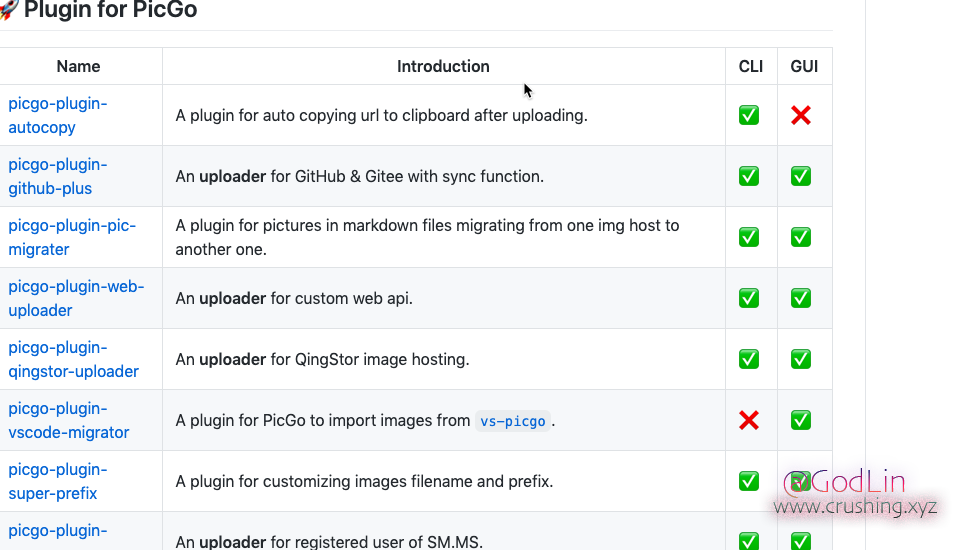 🚀 Plugin for PicGo
Name Introduction CLI GUI
picgo-plugin-
autocopy
A plugin for auto copying url to clipboard after uploading. ✅ ❌
picgo-plugin-
github-plus
An uploader for GitHub & Gitee with sync function. ✅ ✅
picgo-plugin-pic-
migrater
A plugin for pictures in markdown files migrating from one img host to
another one. ✅ ✅
picgo-plugin-web-
uploader
An uploader for custom web api. ✅ ✅
picgo-plugin-
qingstor-uploader
An uploader for QingStor image hosting. ✅ ✅
picgo-plugin-
vscode-migrator
A plugin for PicGo to import images from vs-picgo. ❌ ✅
picgo-plugin-
super-prefix
A plugin for customizing images filename and prefix. ✅ ✅
picgo-plugin-
An uploader for registered user of SM.MS. ✅ ✅
@GodLin
www.crushing.xyz